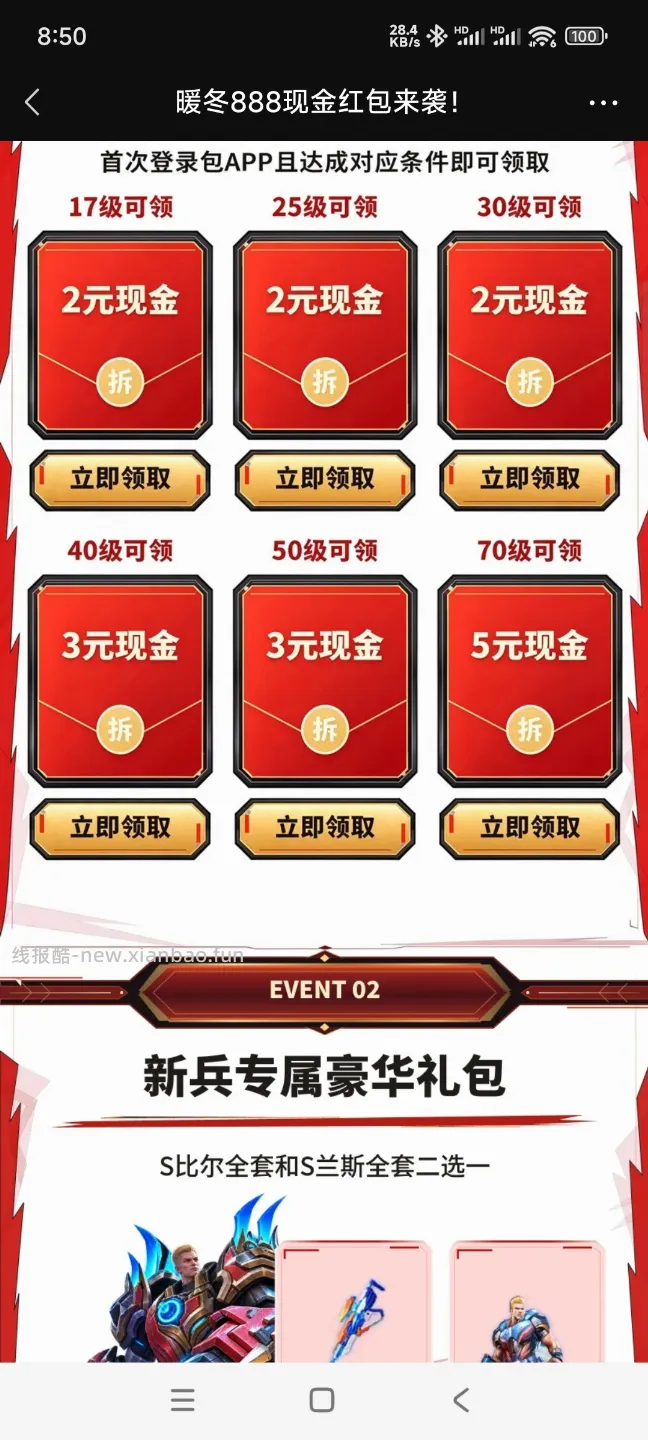 8:50
28.4
KB/s
HD
HD
6
100
暖冬888现金红包来袭!
首次登录包APP且达成对应条件即可领取
17级可领
25级可领
30级可领
2元现金
2元现金
2元现金
拆
拆
拆
立即领取
立即领取
立即领取
40级可领
50级可领
70级可领
3元现金
3元现金
5元现金
拆
拆
拆
立即领取
立即领取
立即领取
线报酷-new.xianbao.fun
EVENT 02
新兵专属豪华礼包
S比尔全套和S兰斯全套二选一